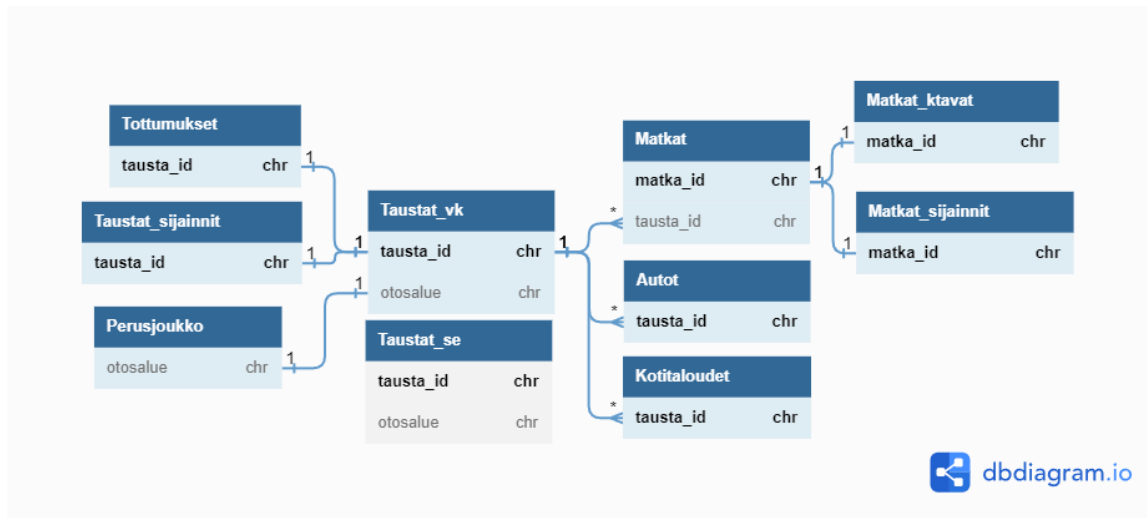 Tottumukset
tausta_id chr 1
Taustat_sijainnit
tausta_id chr 1
Perusjoukko
otosalue chr 1
Taustat_vk
1 tausta_id chr 1
1 otosalue chr
Taustat_se
tausta_id chr
otosalue chr
Matkat
matka_id chr 1
* tausta_id chr
Autot
* tausta_id chr
Kotitaloudet
* tausta_id chr
Matkat_ktavat
1 matka_id chr
Matkat_sijainnit
1 matka_id chr
dbdiagram.io